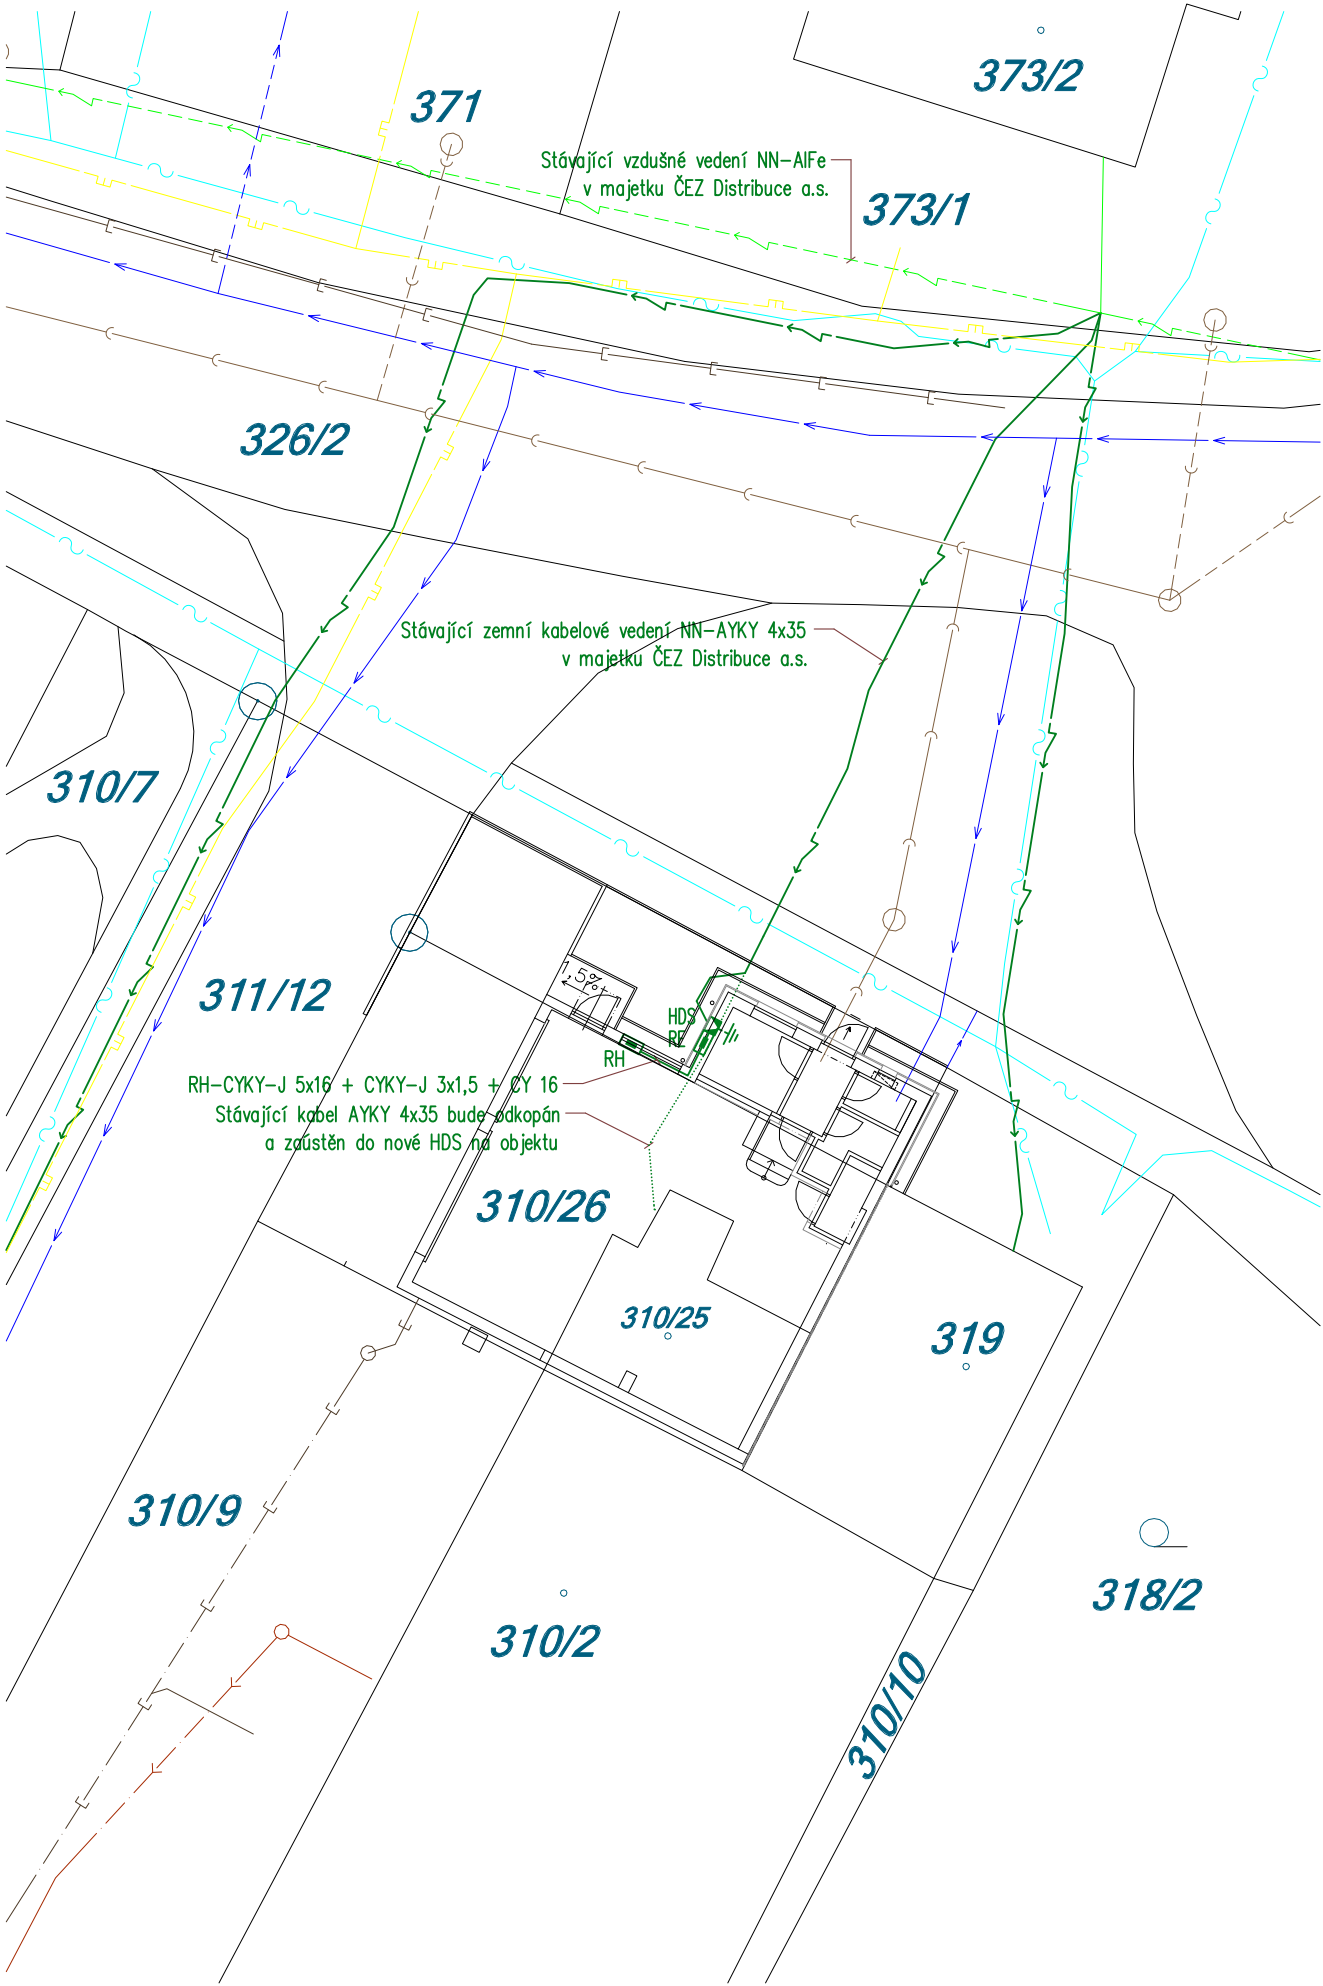 373/2
371
Stávající vzdušné vedení NN-AlFe
v majetku ČEZ Distribuce a.s.
373/1
326/2
Stávající zemní kabelové vedení NN-AYKY 4x35
v majetku ČEZ Distribuce a.s.
310/7
1,5%
311/12
HDS
RE
RH
RH-CYKY-J 5x16 + CYKY-J 3x1,5 + CY 16
Stávající kabel AYKY 4x35 bude odkopán
a zaústěn do nové HDS na objektu
310/26
310/25
319
310/9
318/2
310/2
310/10